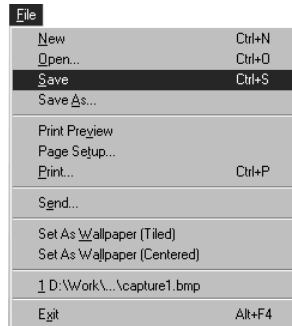 File
New Ctrl+N
Open... Ctrl+O
Save Ctrl+S
Save As...
Print Preview
Page Setup...
Print... Ctrl+P
Send...
Set As Wallpaper (Tiled)
Set As Wallpaper (Centered)
1 D:\Work\...\capture1.bmp
Exit Alt+F4